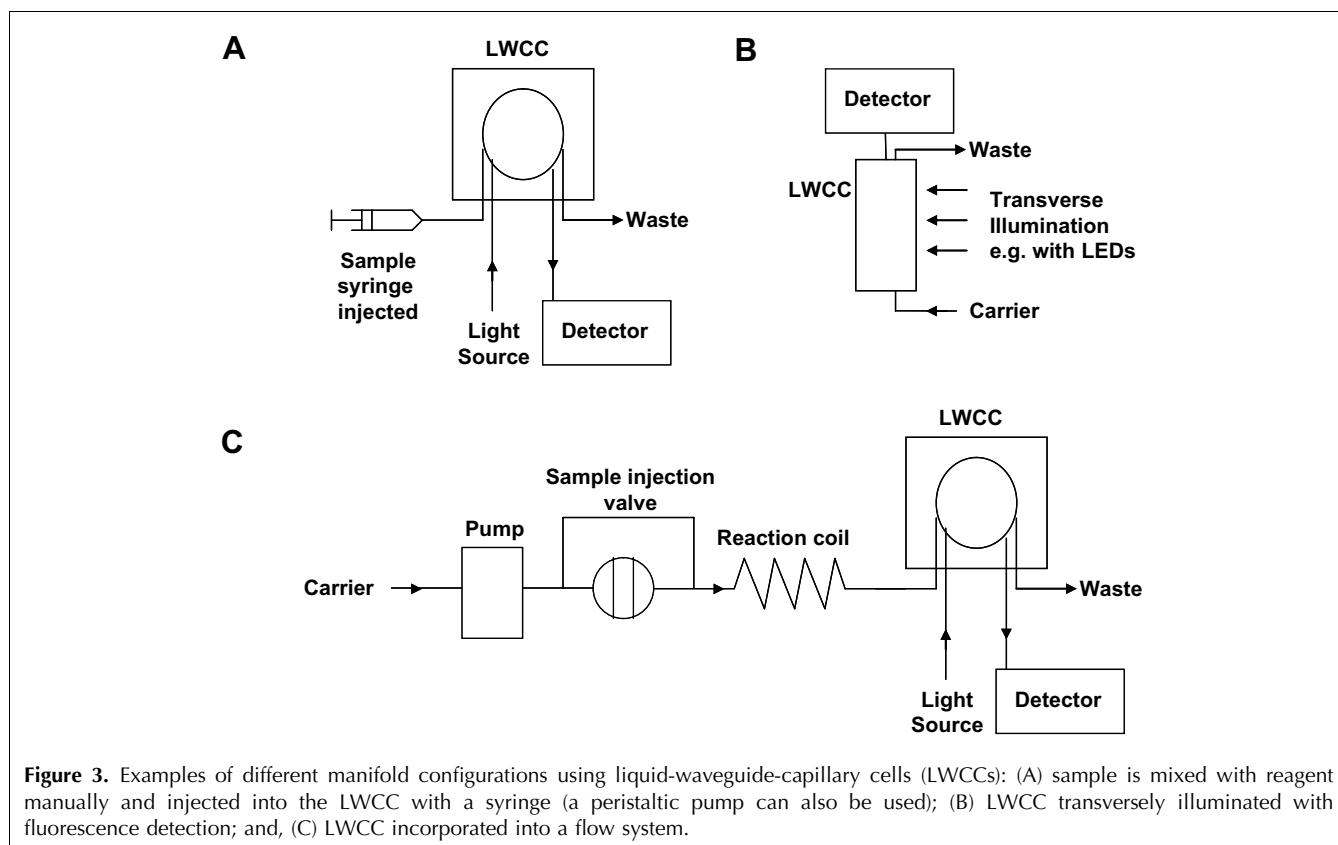 A
LWCC
Sample
syringe
injected
Light
Source
Detector
Waste
B
Detector
Waste
LWCC
Transverse
Illumination
e.g. with LEDs
Carrier
C
Carrier
Pump
Sample injection
valve
Reaction coil
LWCC
Waste
Light
Source
Detector
Figure 3. Examples of different manifold configurations using liquid-waveguide-capillary cells (LWCCs): (A) sample is mixed with reagent
manually and injected into the LWCC with a syringe (a peristaltic pump can also be used); (B) LWCC transversely illuminated with
fluorescence detection; and, (C) LWCC incorporated into a flow system.